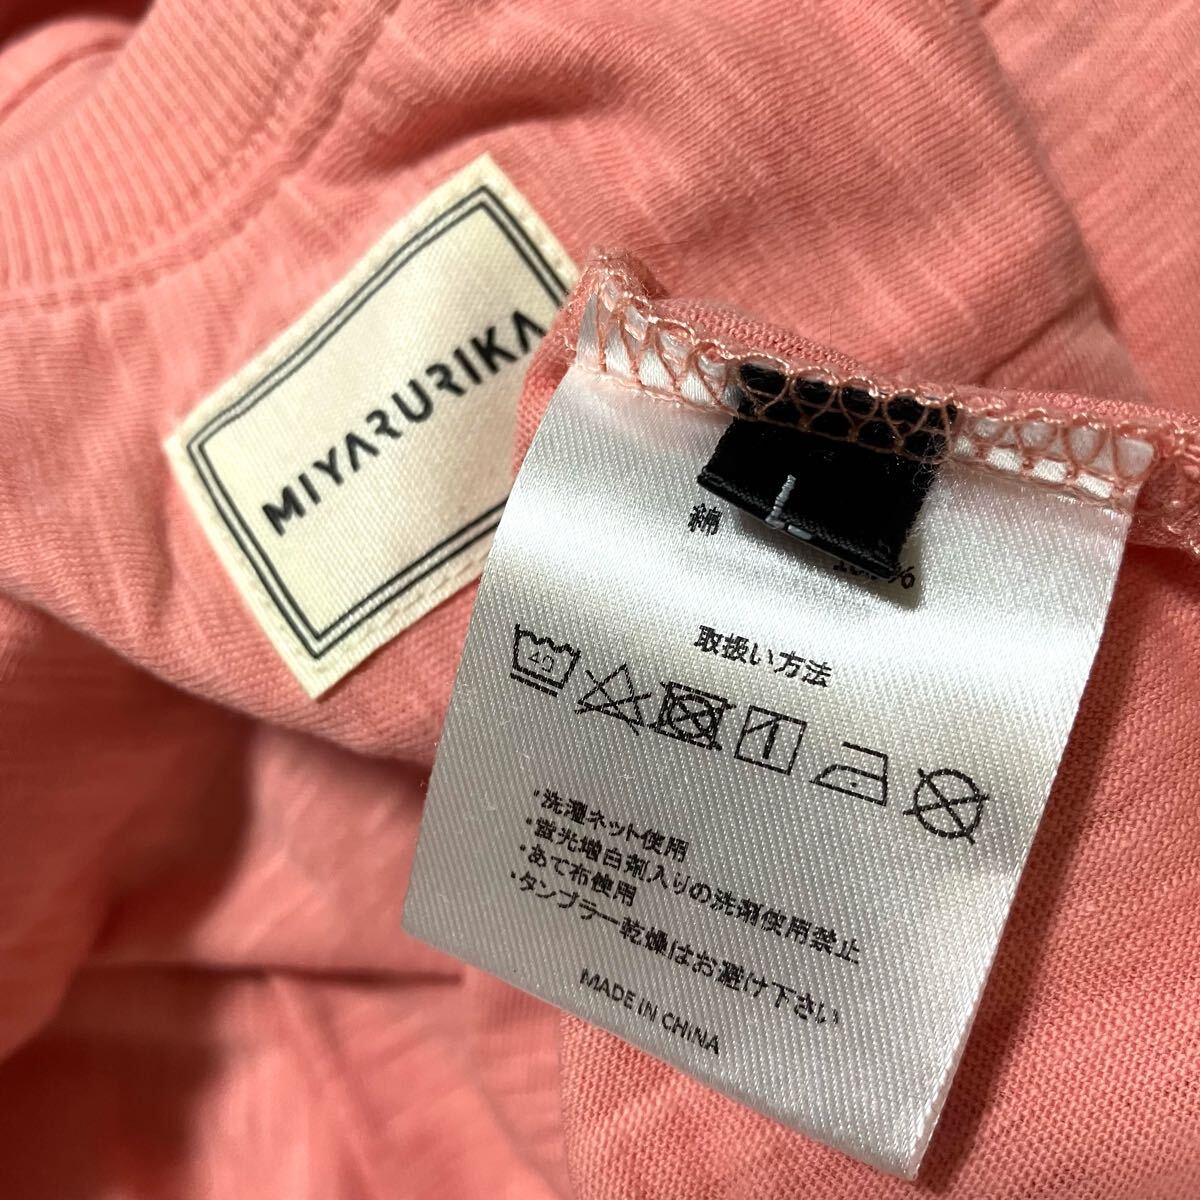 MIYARURIKA
L
綿
取扱い方法
40
・洗濯ネット使用
・蛍光増白剤入りの洗剤使用禁止
・あて布使用
・タンブラー乾燥はお避け下さい
MADE IN CHINA